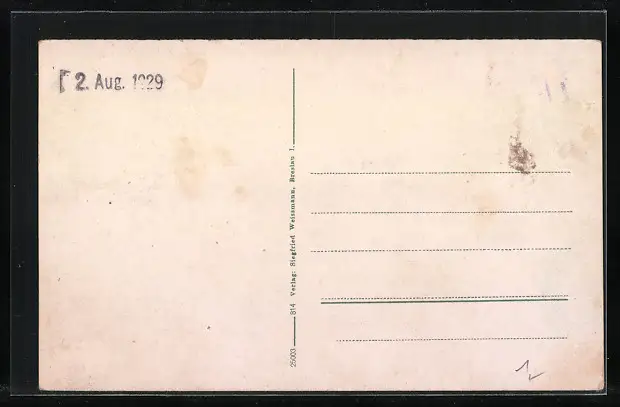 2. Aug. 1929
25003 814 Verlag: Siegfried Weissmann, Breslau 1.